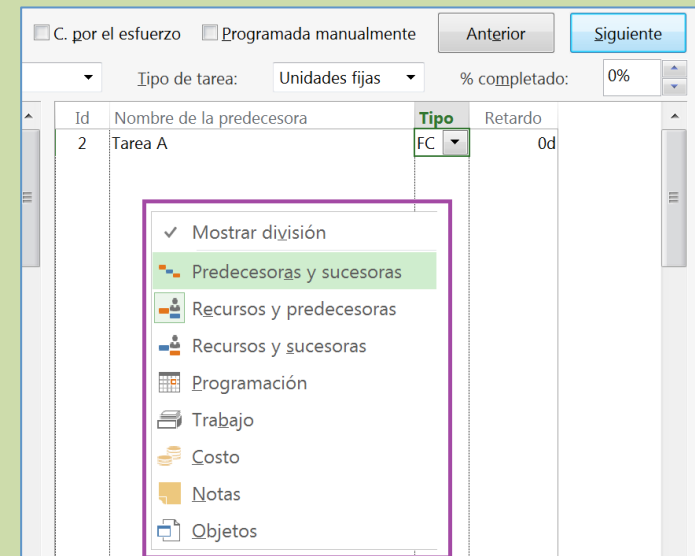 C. por el esfuerzo Programada manualmente Anterior Siguiente
Tipo de tarea: Unidades fijas % completado: 0%
Id Nombre de la predecesora Tipo Retardo
2 Tarea A FC 0d
Mostrar división
Predecesoras y sucesoras
Recursos y predecesoras
Recursos y sucesoras
Programación
Trabajo
Costo
Notas
Objetos